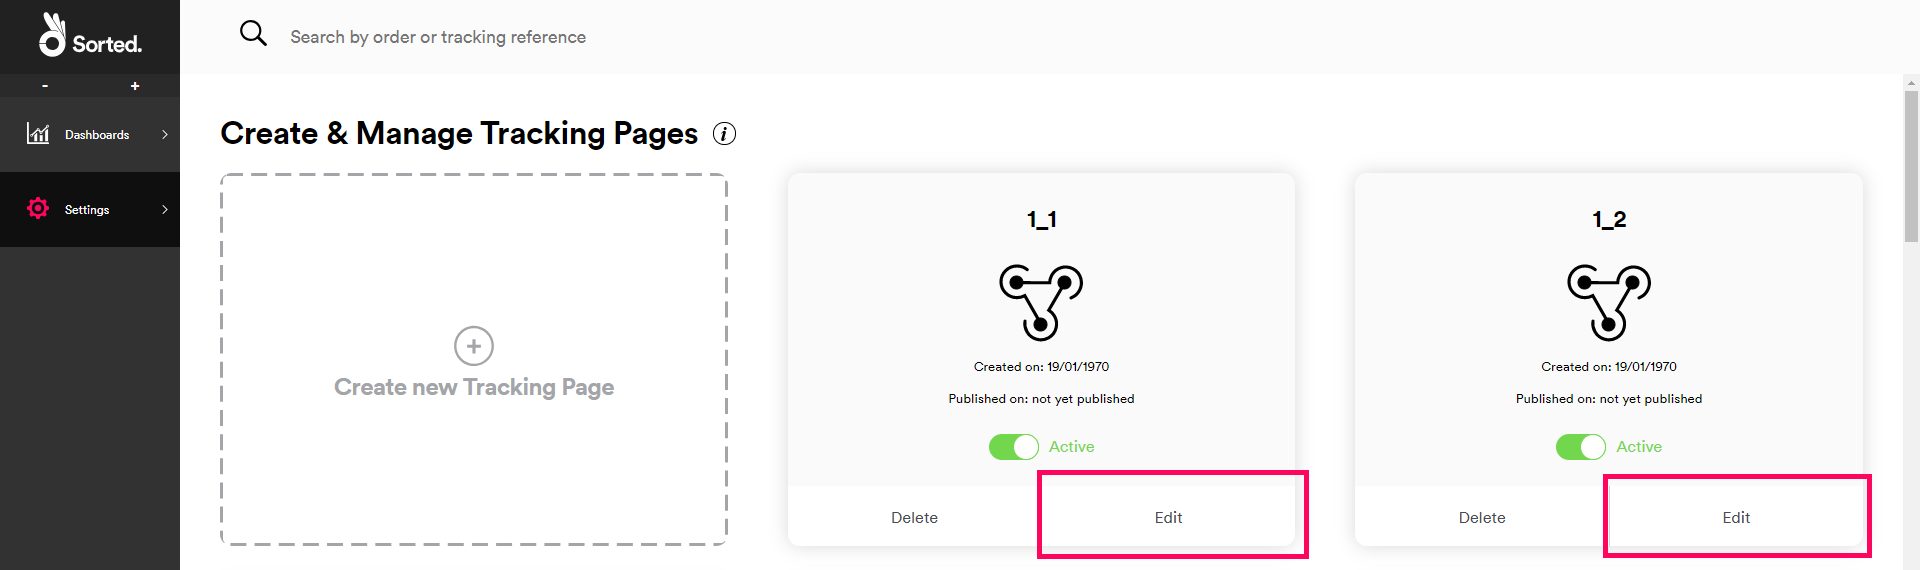 Sorted.
Search by order or tracking reference
- +
Dashboards
Settings
Create & Manage Tracking Pages i
Create new Tracking Page
1_1
Created on: 19/01/1970
Published on: not yet published
Active
Delete Edit
1_2
Created on: 19/01/1970
Published on: not yet published
Active
Delete Edit